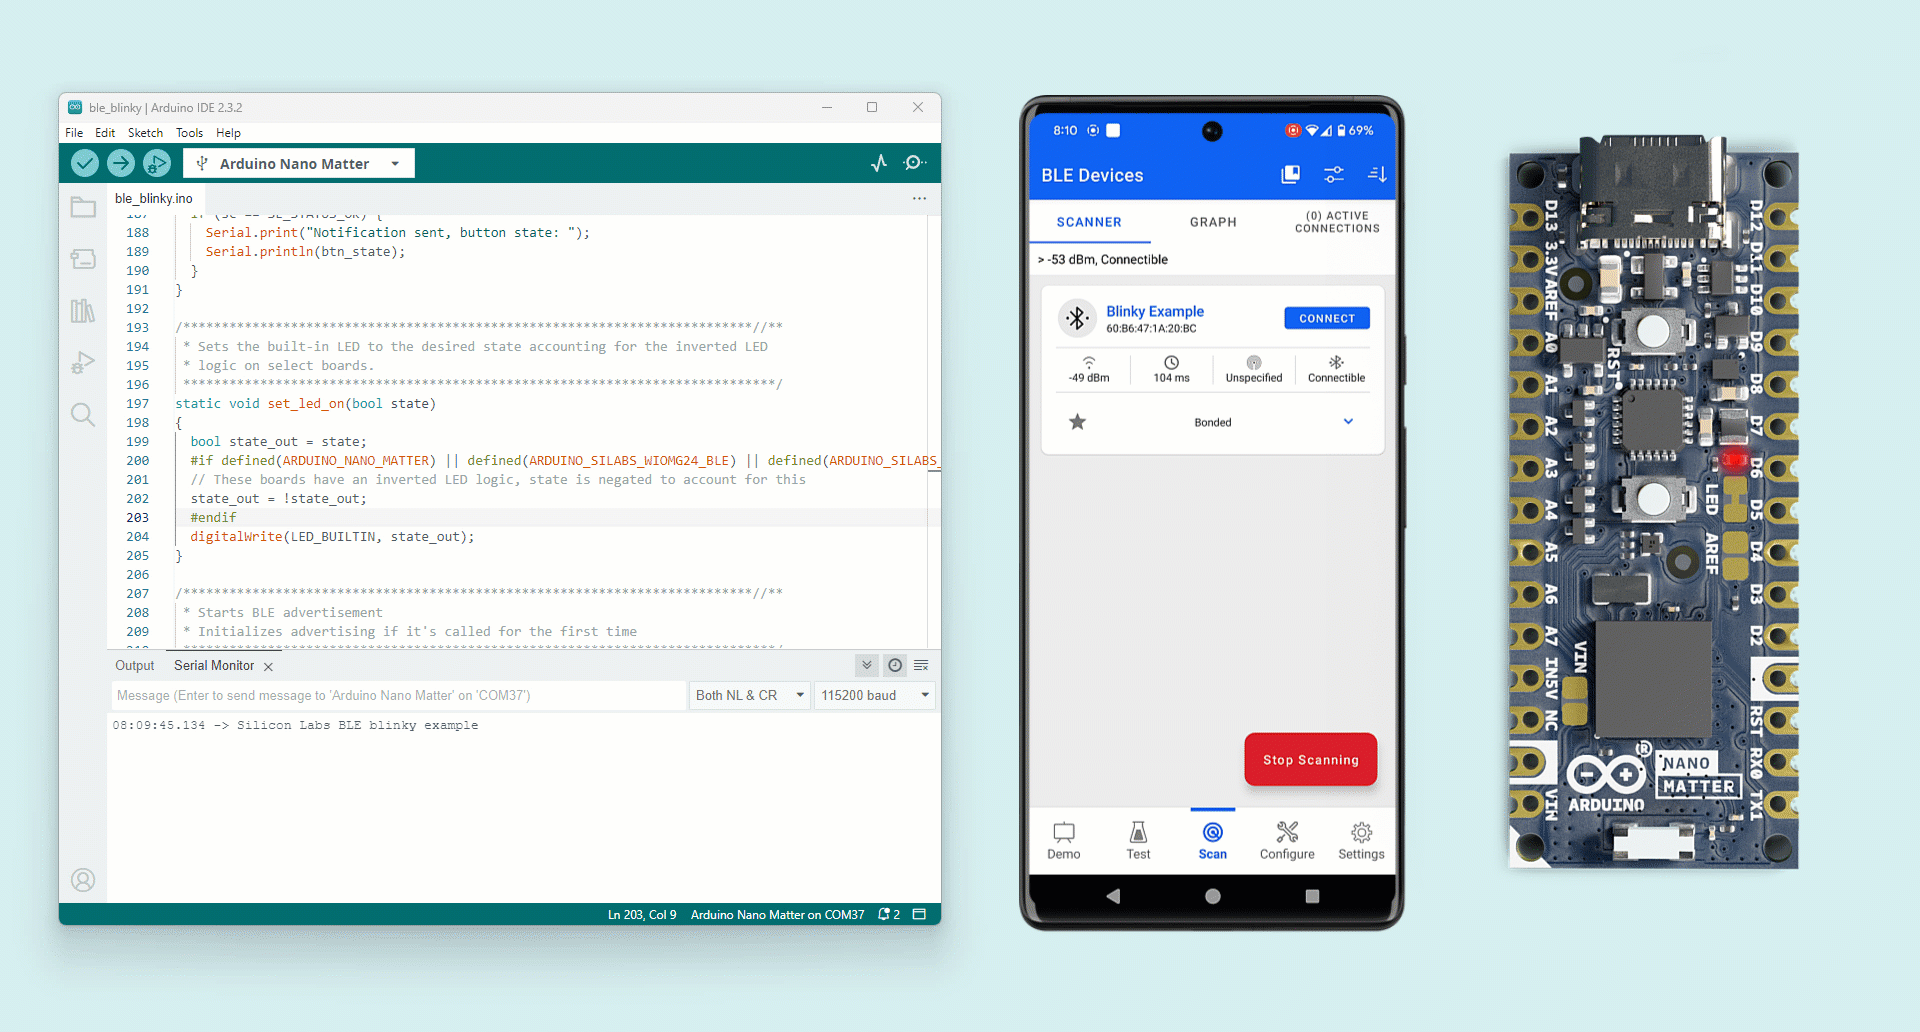 ble_blinky | Arduino IDE 2.3.2
File Edit Sketch Tools Help
Arduino Nano Matter
ble_blinky.ino
187 if (sc == SL_STATUS_OK) {
188 Serial.print("Notification sent, button state: ");
189 Serial.println(btn_state);
190 }
191 }
192
193 /**************************************************************************//**
194 * Sets the built-in LED to the desired state accounting for the inverted LED
195 * logic on select boards.
196 *****************************************************************************/
197 static void set_led_on(bool state)
198 {
199 bool state_out = state;
200 #if defined(ARDUINO_NANO_MATTER) || defined(ARDUINO_SILABS_WIOMG24_BLE) || defined(ARDUINO_SILABS_
201 // These boards have an inverted LED logic, state is negated to account for this
202 state_out = !state_out;
203 #endif
204 digitalWrite(LED_BUILTIN, state_out);
205 }
206
207 /**************************************************************************//**
208 * Starts BLE advertisement
209 * Initializes advertising if it's called for the first time
Output Serial Monitor
Message (Enter to send message to 'Arduino Nano Matter' on 'COM37')
Both NL & CR
115200 baud
08:09:45.134 -> Silicon Labs BLE blinky example
Ln 203, Col 9 Arduino Nano Matter on COM37 2
8:10
69%
BLE Devices
SCANNER
GRAPH
(0) ACTIVE
CONNECTIONS
> -53 dBm, Connectible
Blinky Example
60:B6:47:1A:20:BC
CONNECT
-49 dBm
104 ms
Unspecified
Connectible
Bonded
Stop Scanning
Demo
Test
Scan
Configure
Settings
D13
3.3V
AREF
A0
A1
A2
A3
A4
A5
A6
A7
IN5V
NC
VIN
RST
LED
AREF
VIN
D12
D11
D10
D9
D8
D7
D6
D5
D4
D3
D2
RST
RX0
TX1
®
ARDUINO
NANO
MATTER